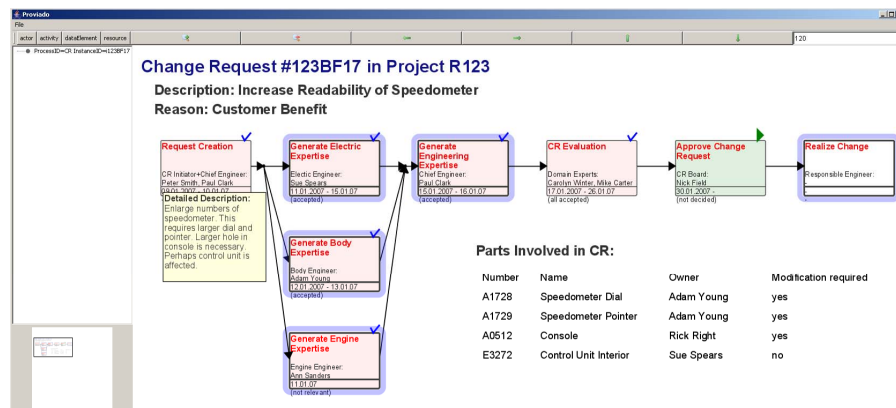 Proviado
File
actor activity dataElement resource
120
ProcessID=CR InstanceID=i123BF17
Change Request #123BF17 in Project R123
Description: Increase Readability of Speedometer
Reason: Customer Benefit
Request Creation
CR Initiator+Chief Engineer:
Peter Smith, Paul Clark
09.01.2007 - 10.01.07
Detailed Description:
Enlarge numbers of
speedometer. This
requires larger dial and
pointer. Larger hole in
console is necessary.
Perhaps control unit is
affected.
Generate Electric
Expertise
Electic Engineer:
Sue Spears
11.01.2007 - 15.01.07
(accepted)
Generate Body
Expertise
Body Engineer:
Adam Young
12.01.2007 - 13.01.07
(accepted)
Generate Engine
Expertise
Engine Engineer:
Ann Sanders
11.01.07
(not relevant)
Generate
Engineering
Expertise
Chief Engineer:
Paul Clark
15.01.2007 - 16.01.07
(accepted)
CR Evaluation
Domain Experts:
Carolyn Winter, Mike Carter
17.01.2007 - 26.01.07
(all accepted)
Approve Change
Request
CR Board:
Nick Field
30.01.2007 -
(not decided)
Realize Change
Responsible Engineer:
-
-
-
Parts Involved in CR:
Number Name Owner Modification required
A1728 Speedometer Dial Adam Young yes
A1729 Speedometer Pointer Adam Young yes
A0512 Console Rick Right yes
E3272 Control Unit Interior Sue Spears no